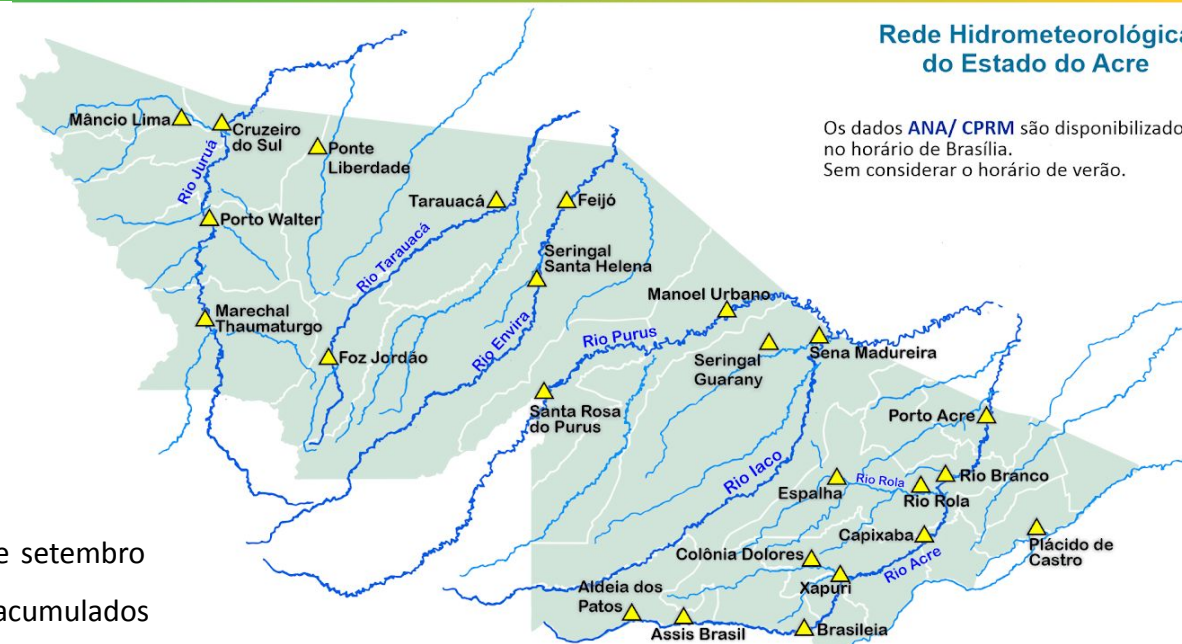 Rede Hidrometeorológica
do Estado do Acre
Os dados ANA/ CPRM são disponibilizado
no horário de Brasília.
Sem considerar o horário de verão.
Mâncio Lima
Cruzeiro
do Sul
Ponte
Liberdade
Rio Juruá
Porto Walter
Tarauacá
Feijó
Rio Tarauacá
Seringal
Santa Helena
Marechal
Thaumaturgo
Foz Jordão
Rio Envira
Manoel Urbano
Rio Purus
Seringal
Guarany
Sena Madureira
Santa Rosa
do Purus
Porto Acre
Rio Iaco
Espalha
Rio Rola
Rio Rola
Rio Branco
Capixaba
Plácido de
Castro
Colônia Dolores
Rio Acre
Xapuri
Aldeia dos
Patos
Assis Brasil
Brasileia
e setembro
acumulados